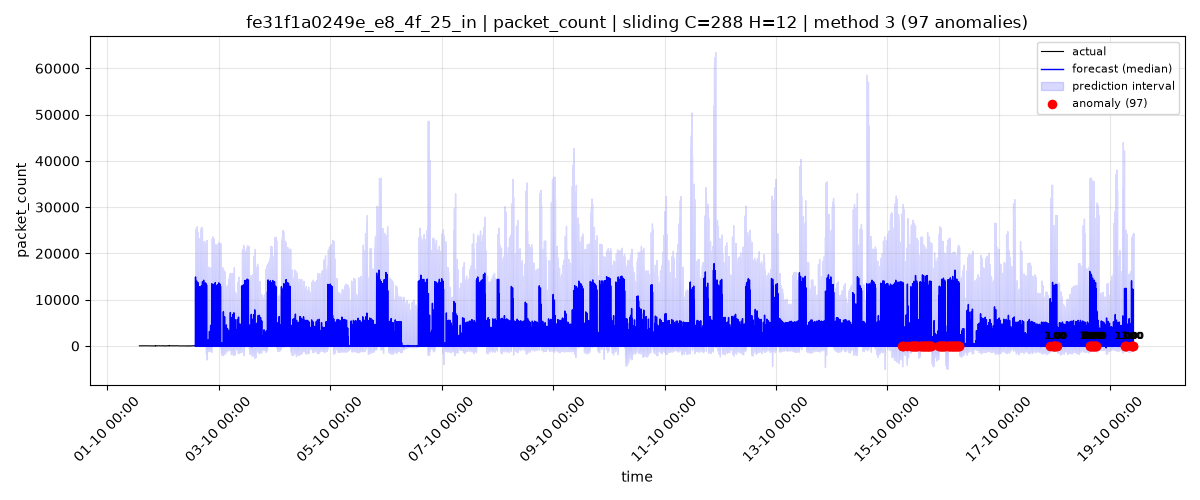 fe31f1a0249e_e8_4f_25_in | packet_count | sliding C=288 H=12 | method 3 (97 anomalies)
actual
forecast (median)
prediction interval
anomaly (97)
packet_count
60000
50000
40000
30000
20000
10000
0
01-10 00:00
03-10 00:00
05-10 00:00
07-10 00:00
09-10 00:00
11-10 00:00
13-10 00:00
15-10 00:00
17-10 00:00
19-10 00:00
time